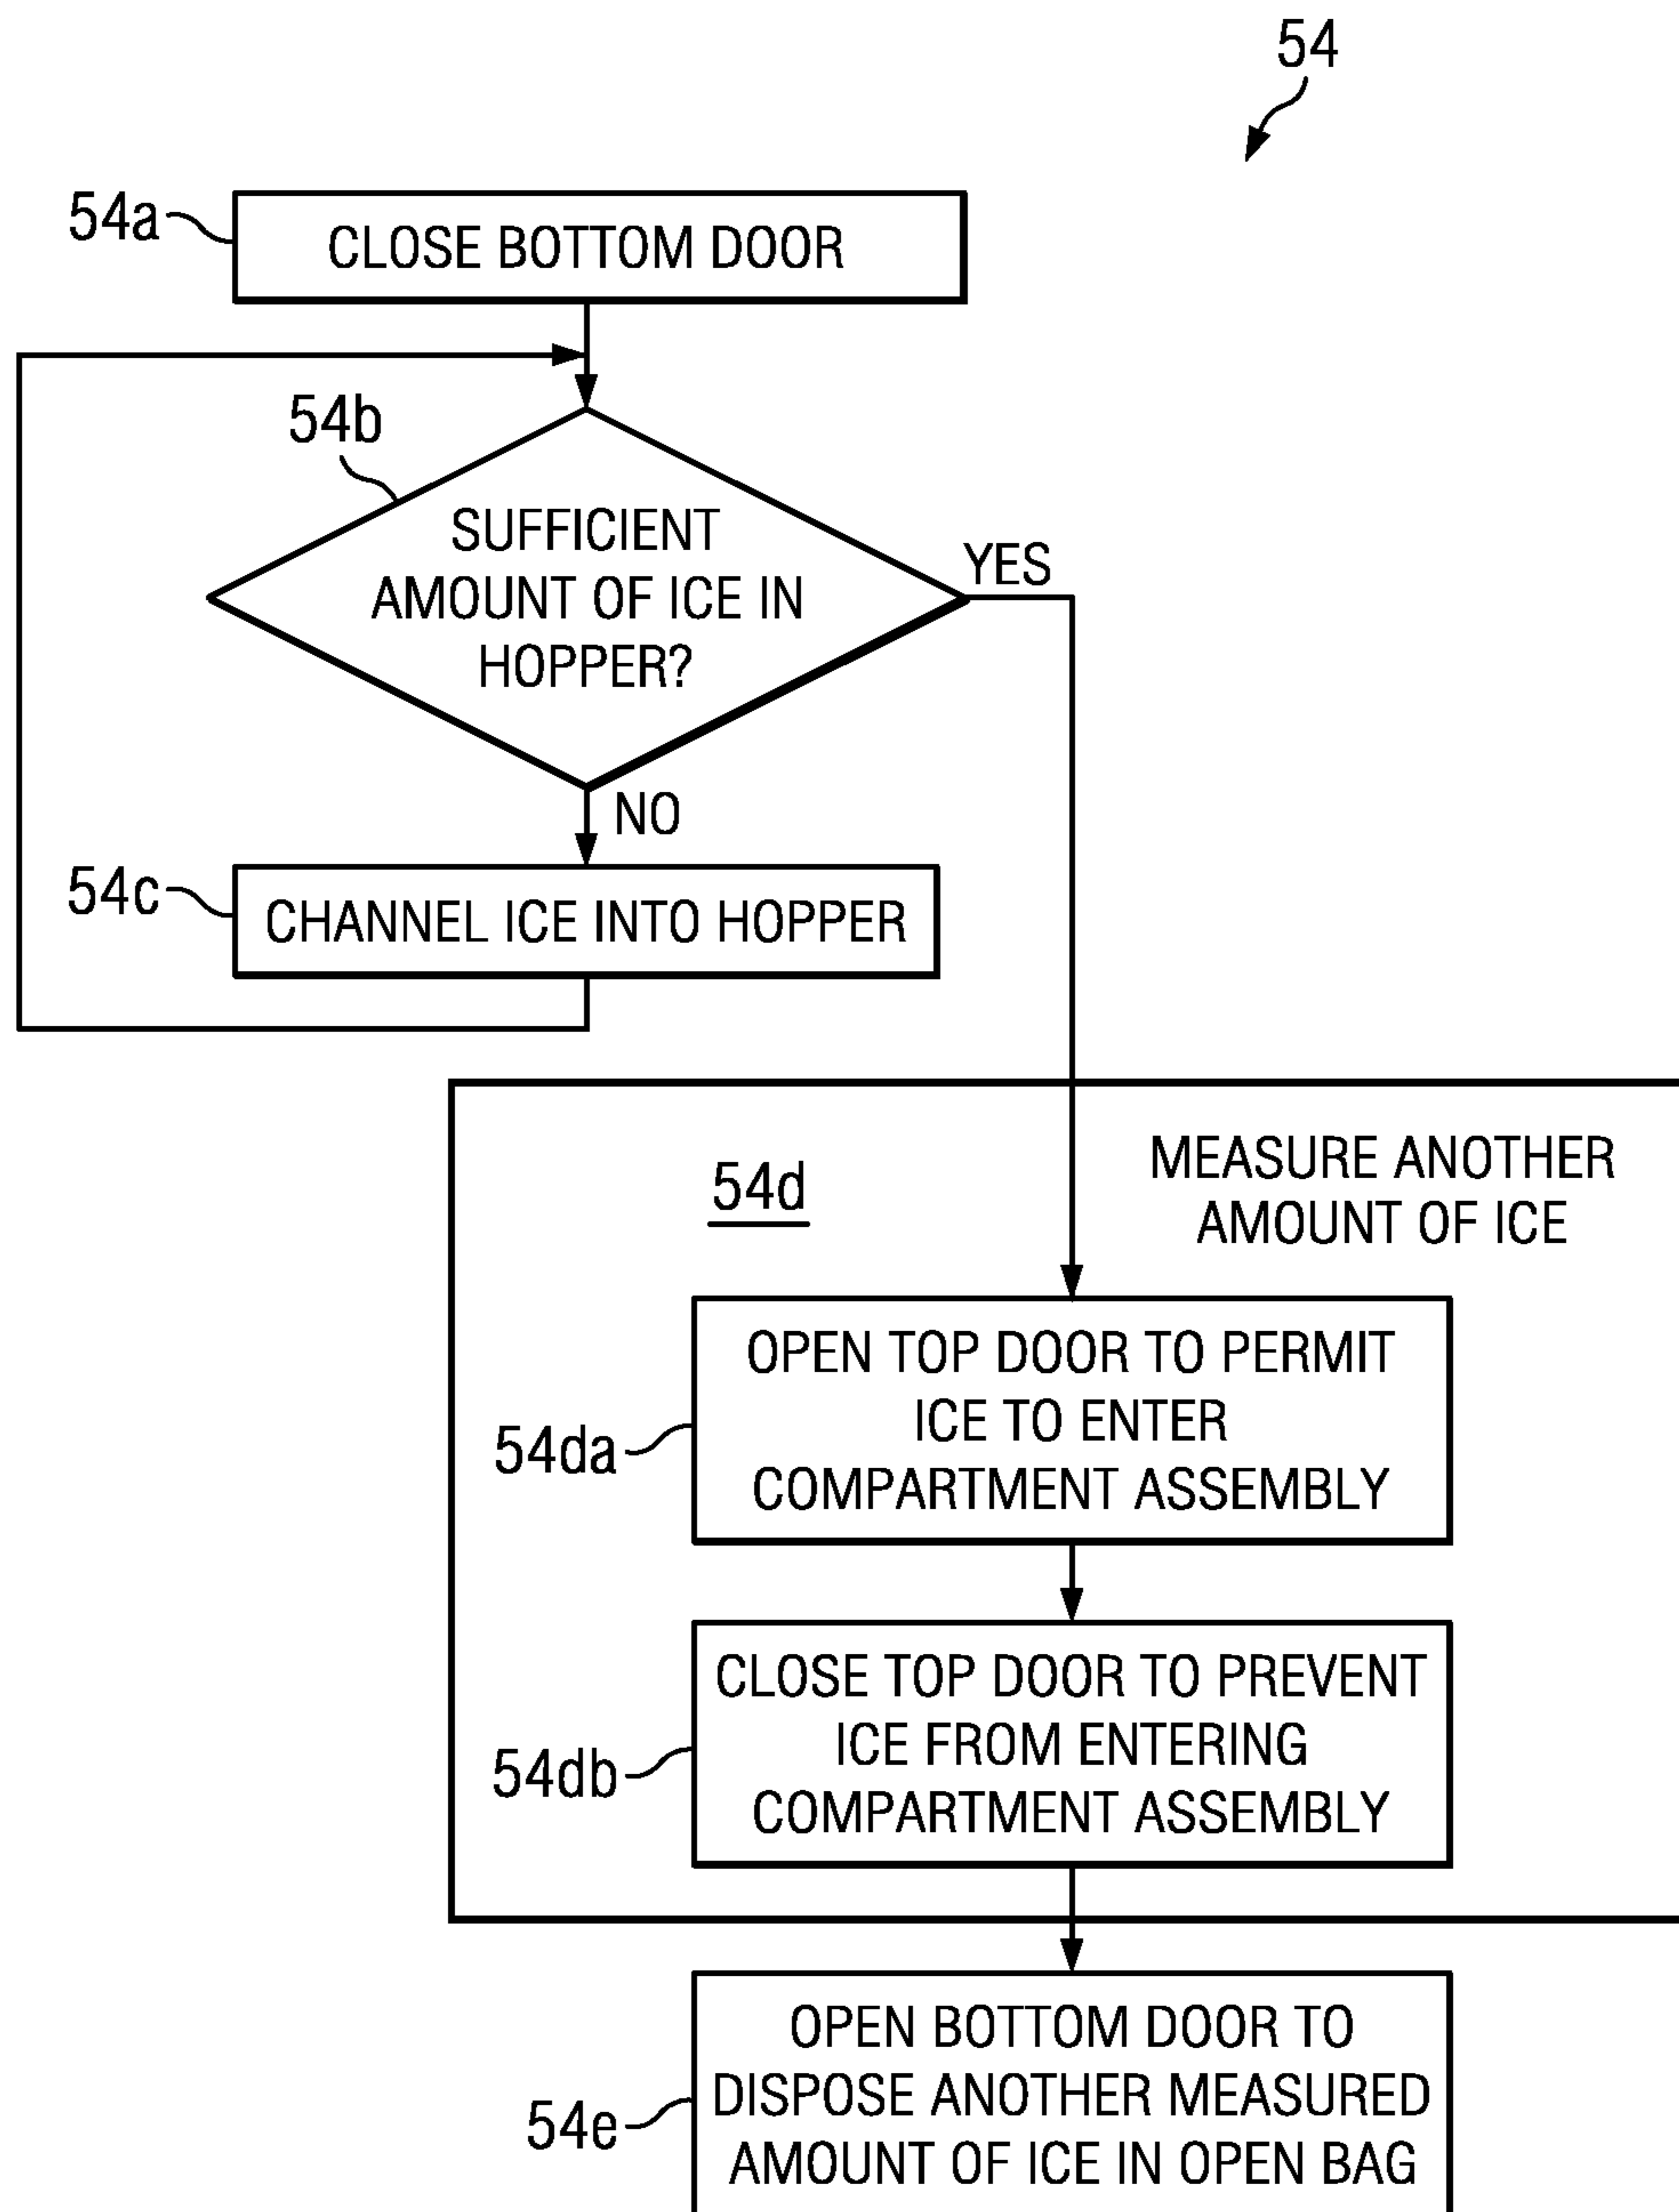 54
54a
CLOSE BOTTOM DOOR
54b
SUFFICIENT
AMOUNT OF ICE IN
HOPPER?
YES
NO
54c
CHANNEL ICE INTO HOPPER
54d
MEASURE ANOTHER
AMOUNT OF ICE
54da
OPEN TOP DOOR TO PERMIT
ICE TO ENTER
COMPARTMENT ASSEMBLY
54db
CLOSE TOP DOOR TO PREVENT
ICE FROM ENTERING
COMPARTMENT ASSEMBLY
54e
OPEN BOTTOM DOOR TO
DISPOSE ANOTHER MEASURED
AMOUNT OF ICE IN OPEN BAG